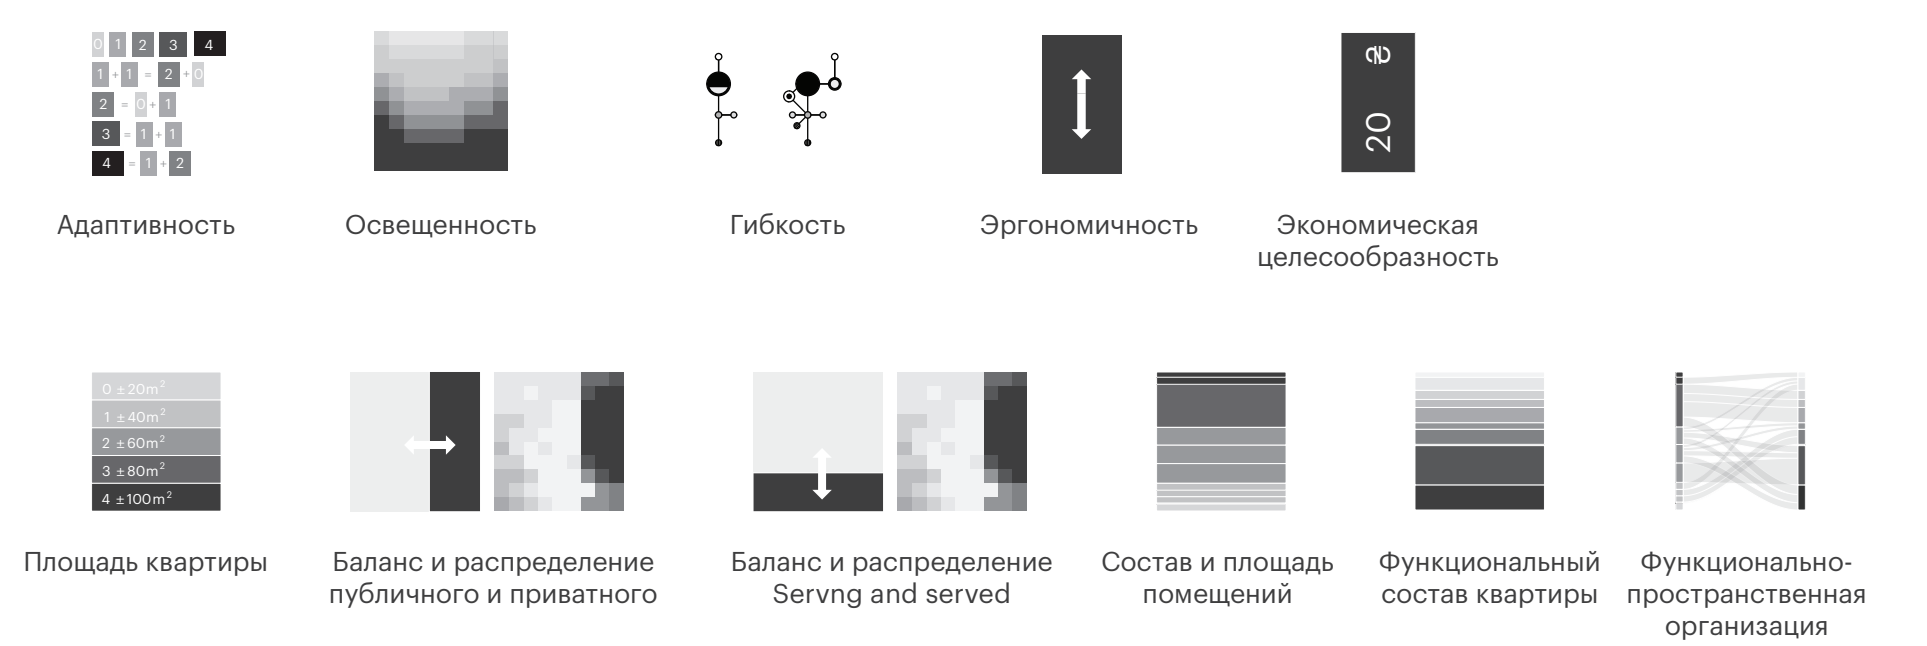 0 1 2 3 4
1 + 1 = 2 + 0
2 = 0 + 1
3 = 1 + 1
4 = 1 + 2
20
Адаптивность
Освещенность
Гибкость
Эргономичность
Экономическая
целесообразность
0 ±20m²
1 ±40m²
2 ±60m²
3 ±80m²
4 ±100m²
Площадь квартиры
Баланс и распределение
публичного и приватного
Баланс и распределение
Servng and served
Состав и площадь
помещений
Функциональный
состав квартиры
Функционально-
пространственная
организация